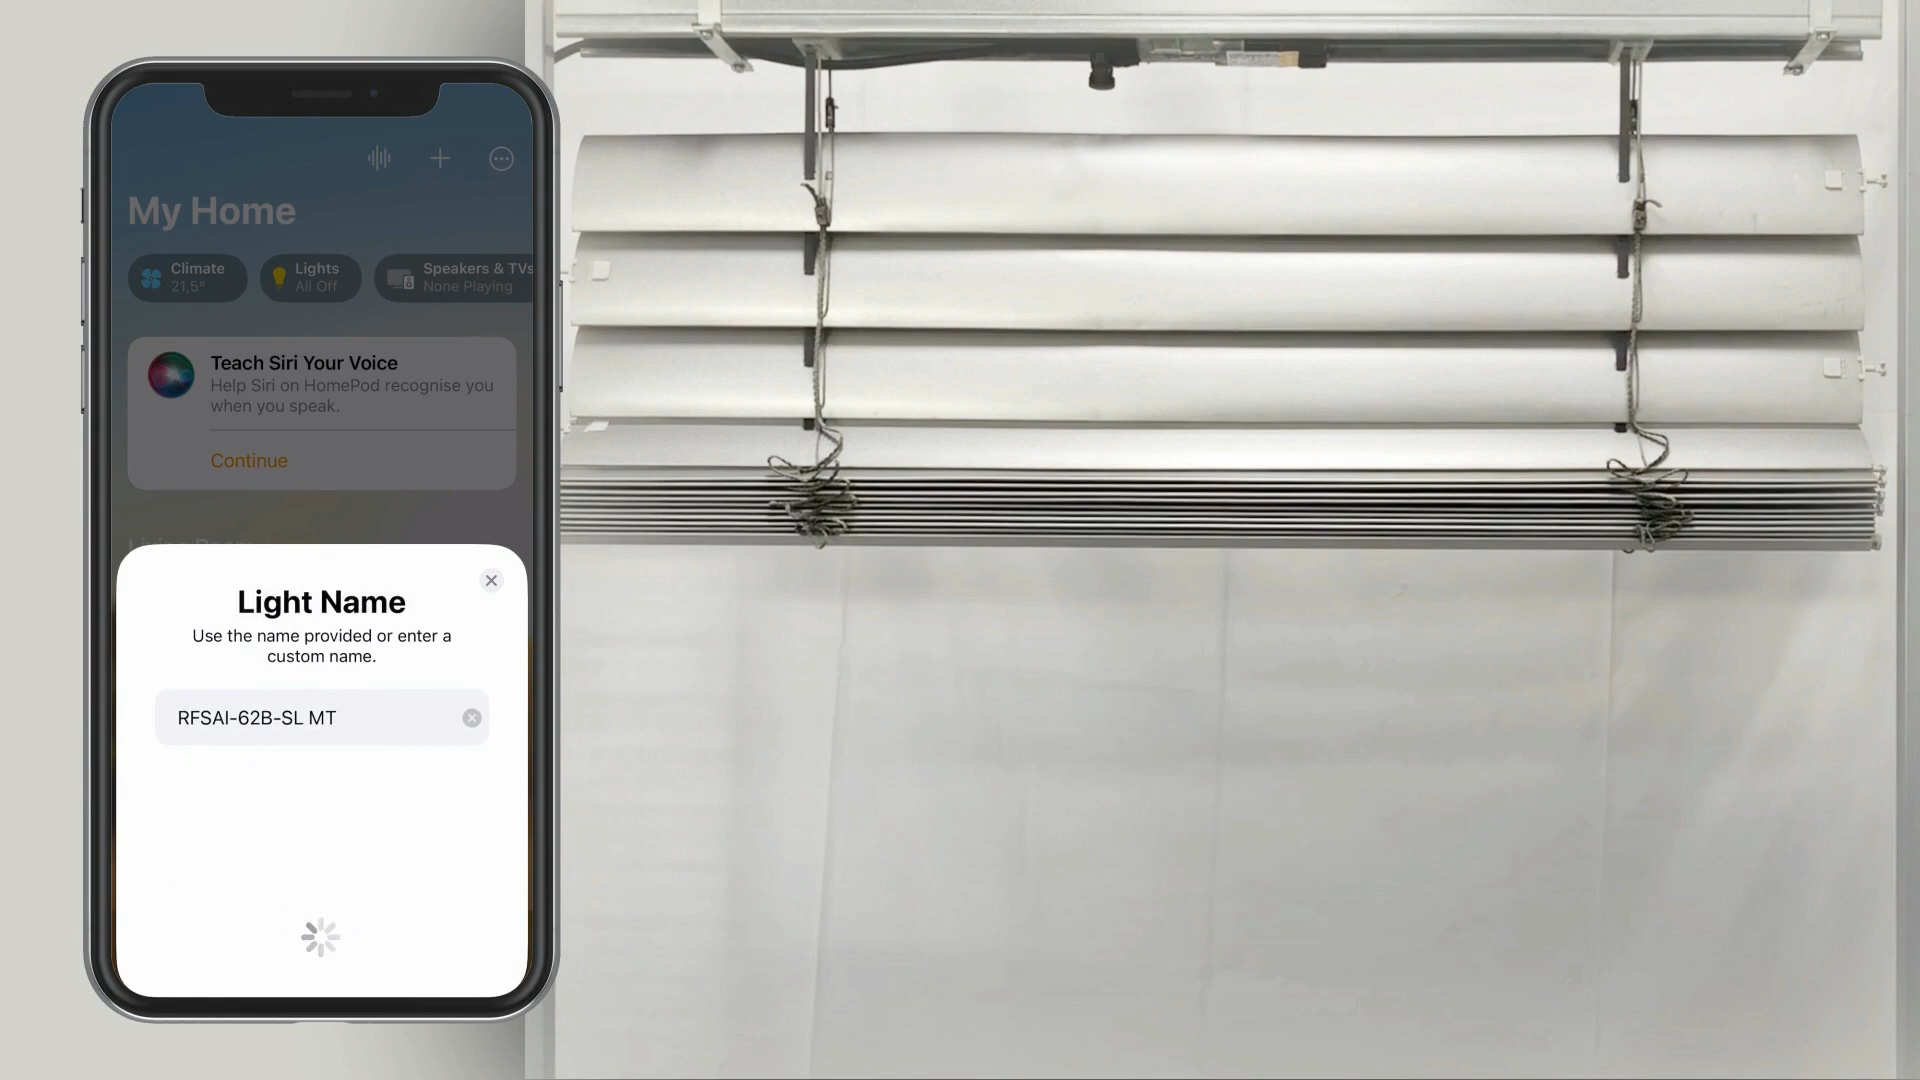 My Home
Climate
21,5°
Lights
All Off
Speakers & TVs
None Playing
Teach Siri Your Voice
Help Siri on HomePod recognise you
when you speak.
Continue
Light Name
Use the name provided or enter a
custom name.
RFSAI-62B-SL MT